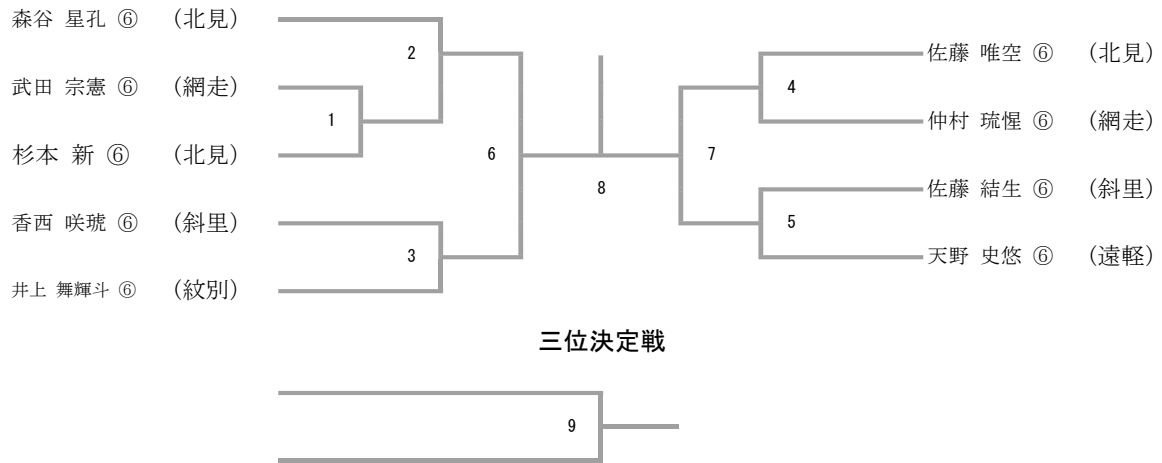 森谷 星孔 ⑥ (北見)
武田 宗憲 ⑥ (網走)
杉本 新 ⑥ (北見)
香西 咲琥 ⑥ (斜里)
井上 舞輝斗 ⑥ (紋別)
2
1
6
3
8
7
4
5
佐藤 唯空 ⑥ (北見)
仲村 琉惺 ⑥ (網走)
佐藤 結生 ⑥ (斜里)
天野 史悠 ⑥ (遠軽)
三位決定戦
9